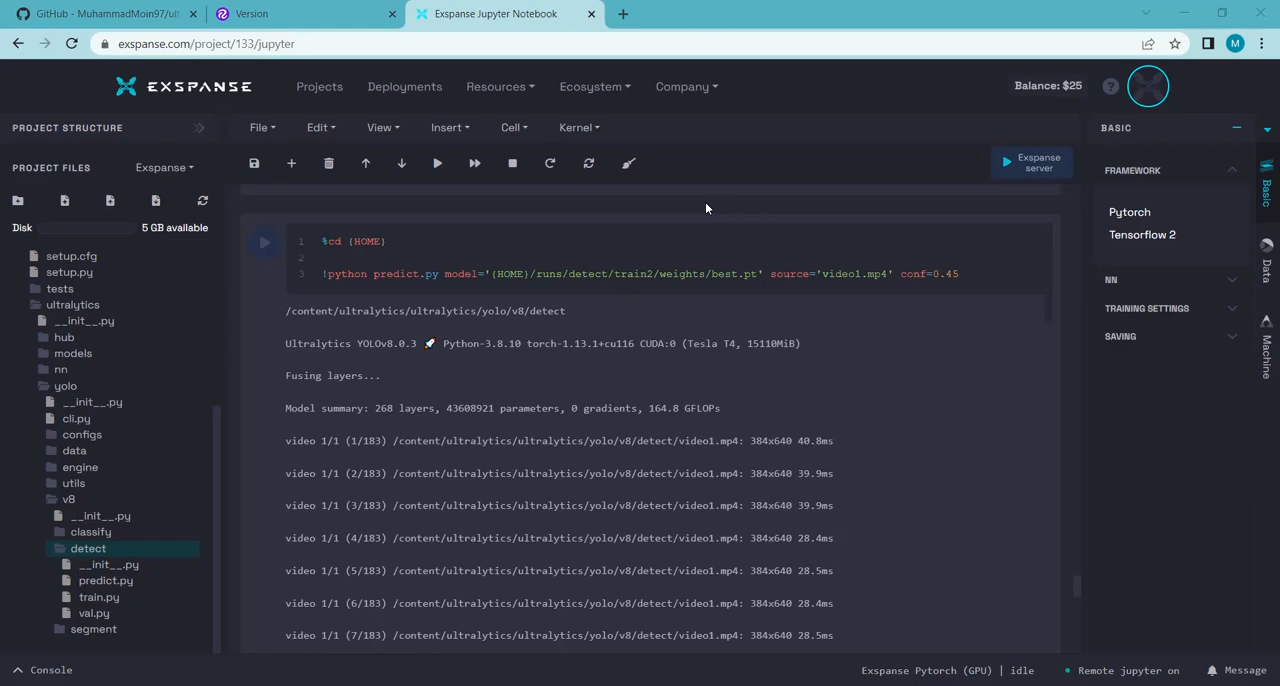 GitHub - MuhammadMoin97/ult
Version
Exspanse Jupyter Notebook
exspanse.com/project/133/jupyter
M
EXSPANSE
Projects
Deployments
Resources
Ecosystem
Company
Balance: $25
?
PROJECT STRUCTURE
File
Edit
View
Insert
Cell
Kernel
BASIC
PROJECT FILES
Exspanse
Exspanse server
FRAMEWORK
Pytorch
Tensorflow 2
NN
TRAINING SETTINGS
SAVING
Basic
Data
Machine
Disk
5 GB available
setup.cfg
setup.py
tests
ultralytics
__init__.py
hub
models
nn
yolo
__init__.py
cli.py
configs
data
engine
utils
v8
__init__.py
classify
detect
__init__.py
predict.py
train.py
val.py
segment
1 %cd {HOME}
2
3 !python predict.py model='{HOME}/runs/detect/train2/weights/best.pt' source='video1.mp4' conf=0.45
/content/ultralytics/ultralytics/yolo/v8/detect
Ultralytics YOLOv8.0.3 🚀 Python-3.8.10 torch-1.13.1+cu116 CUDA:0 (Tesla T4, 15110MiB)
Fusing layers...
Model summary: 268 layers, 43608921 parameters, 0 gradients, 164.8 GFLOPs
video 1/1 (1/183) /content/ultralytics/ultralytics/yolo/v8/detect/video1.mp4: 384x640 40.8ms
video 1/1 (2/183) /content/ultralytics/ultralytics/yolo/v8/detect/video1.mp4: 384x640 39.9ms
video 1/1 (3/183) /content/ultralytics/ultralytics/yolo/v8/detect/video1.mp4: 384x640 39.9ms
video 1/1 (4/183) /content/ultralytics/ultralytics/yolo/v8/detect/video1.mp4: 384x640 28.4ms
video 1/1 (5/183) /content/ultralytics/ultralytics/yolo/v8/detect/video1.mp4: 384x640 28.5ms
video 1/1 (6/183) /content/ultralytics/ultralytics/yolo/v8/detect/video1.mp4: 384x640 28.4ms
video 1/1 (7/183) /content/ultralytics/ultralytics/yolo/v8/detect/video1.mp4: 384x640 28.5ms
Console
Exspanse Pytorch (GPU) | idle
Remote jupyter on
Message